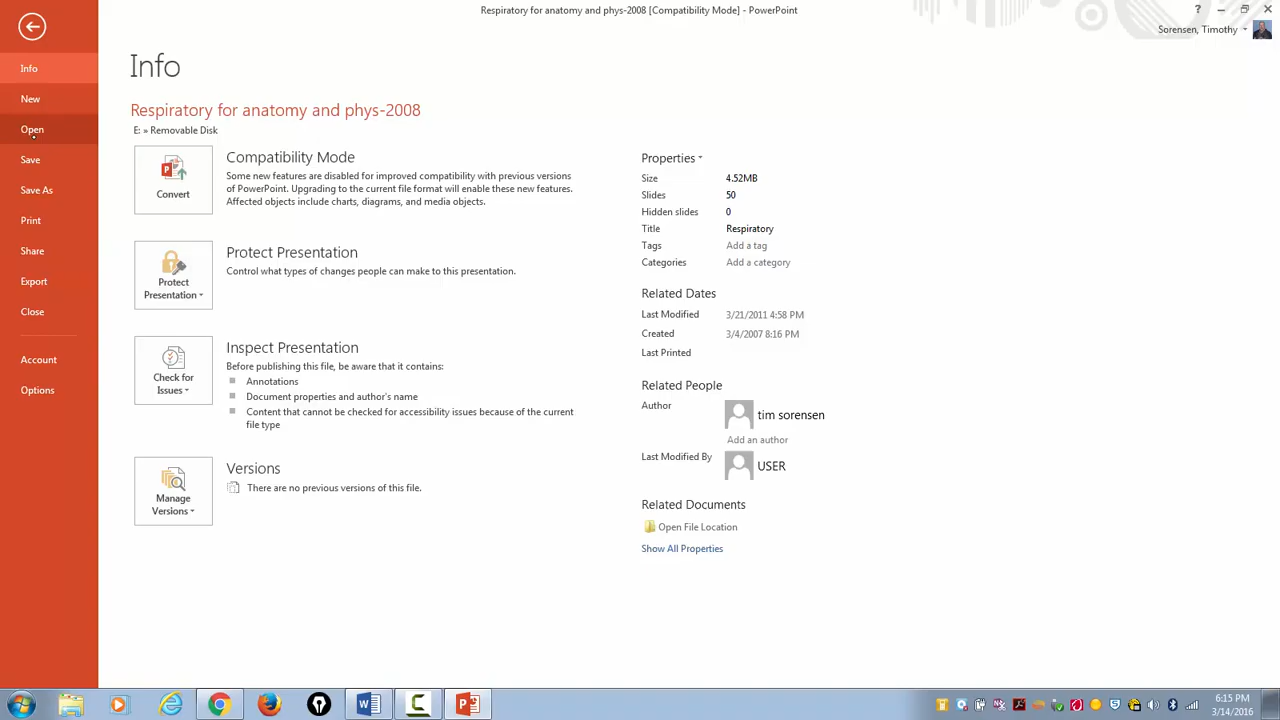 Respiratory for anatomy and phys-2008 [Compatibility Mode] - PowerPoint
?
Sorensen, Timothy
Info
New
Open
Save
Save As
Print
Share
Export
Close
Account
Options
Info
Respiratory for anatomy and phys-2008
E: » Removable Disk
Convert
Compatibility Mode
Some new features are disabled for improved compatibility with previous versions
of PowerPoint. Upgrading to the current file format will enable these new features.
Affected objects include charts, diagrams, and media objects.
Protect
Presentation
Protect Presentation
Control what types of changes people can make to this presentation.
Check for
Issues
Inspect Presentation
Before publishing this file, be aware that it contains:
Annotations
Document properties and author's name
Content that cannot be checked for accessibility issues because of the current
file type
Manage
Versions
Versions
There are no previous versions of this file.
Properties
Size 4.52MB
Slides 50
Hidden slides 0
Title Respiratory
Tags Add a tag
Categories Add a category
Related Dates
Last Modified 3/21/2011 4:58 PM
Created 3/4/2007 8:16 PM
Last Printed
Related People
Author tim sorensen
Add an author
Last Modified By USER
Related Documents
Open File Location
Show All Properties
6:15 PM
3/14/2016